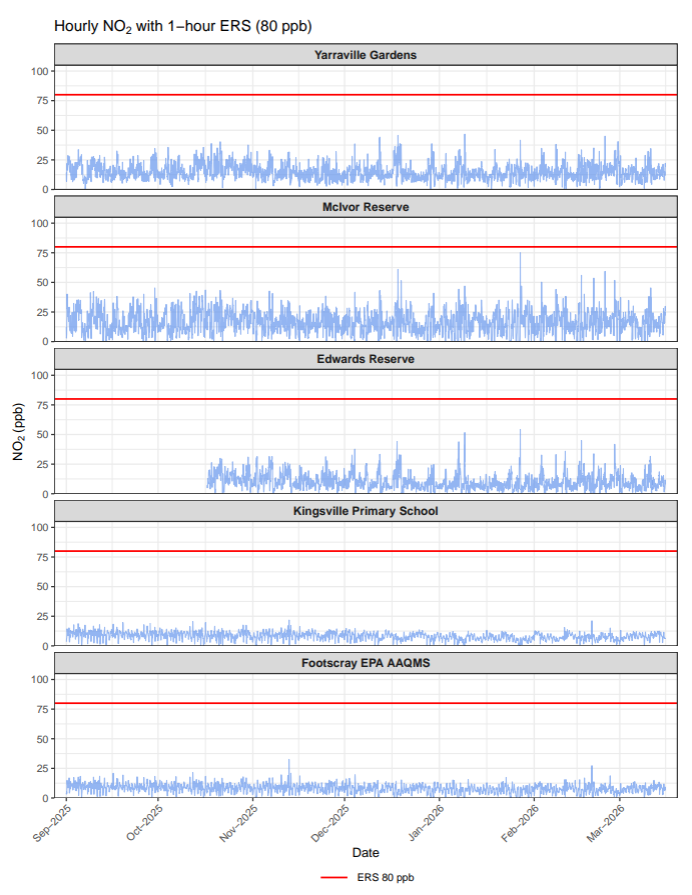 Hourly NO₂ with 1−hour ERS (80 ppb)
Yarraville Gardens
100
75
50
25
0
McIvor Reserve
100
75
50
25
0
Edwards Reserve
100
75
50
25
0
Kingsville Primary School
100
75
50
25
0
Footscray EPA AAQMS
100
75
50
25
0
NO₂ (ppb)
Sep−2025
Oct−2025
Nov−2025
Dec−2025
Jan−2026
Feb−2026
Mar−2026
Date
ERS 80 ppb